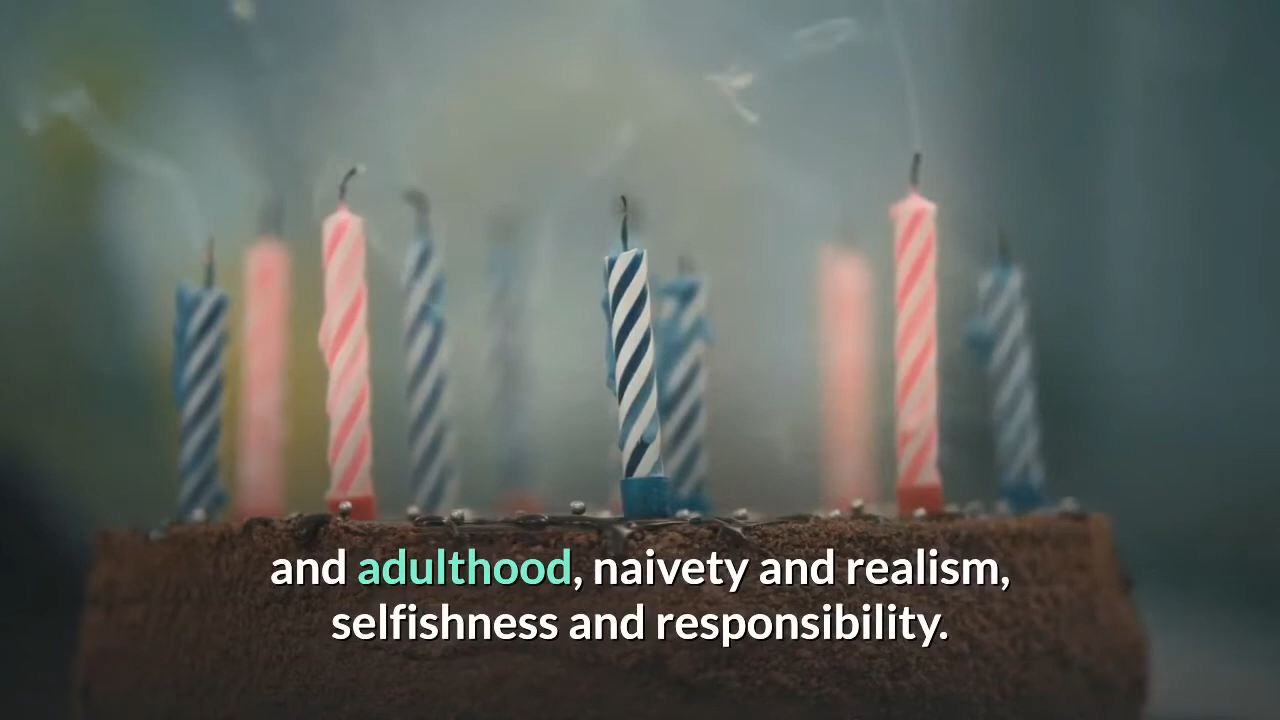 and adulthood, naivety and realism,
selfishness and responsibility.